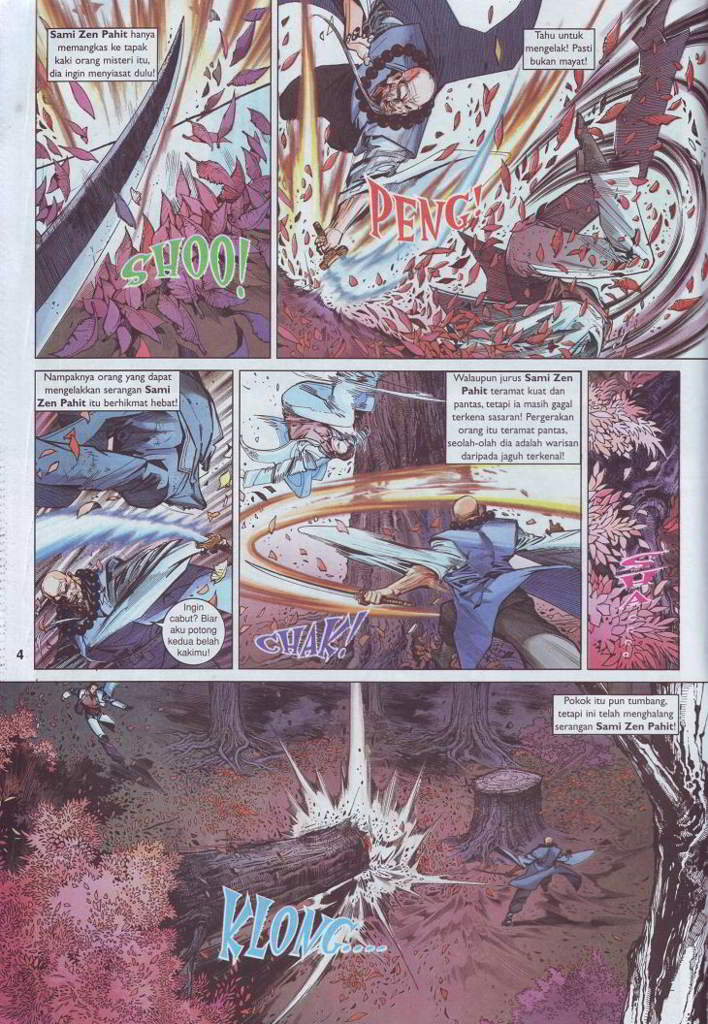 Sami Zen Pahit hanya
memangkas ke tapak
kaki orang misteri itu,
dia ingin menyiasat dulu!
SHOO!
Tahu untuk
mengelak! Pasti
bukan mayat!
PENG!
Nampaknya orang yang dapat
mengelakkan serangan Sami
Zen Pahit itu berhikmat hebat!
Ingin
cabut? Biar
aku potong
kedua belah
kakimu!
Walaupun jurus Sami Zen
Pahit teramat kuat dan
pantas, tetapi ia masih gagal
terkena sasaran! Pergerakan
orang itu teramat pantas,
seolah-olah dia adalah warisan
daripada jaguh terkenal!
CHAK!
4
Pokok itu pun tumbang,
tetapi ini telah menghalang
serangan Sami Zen Pahit!
KLONG....